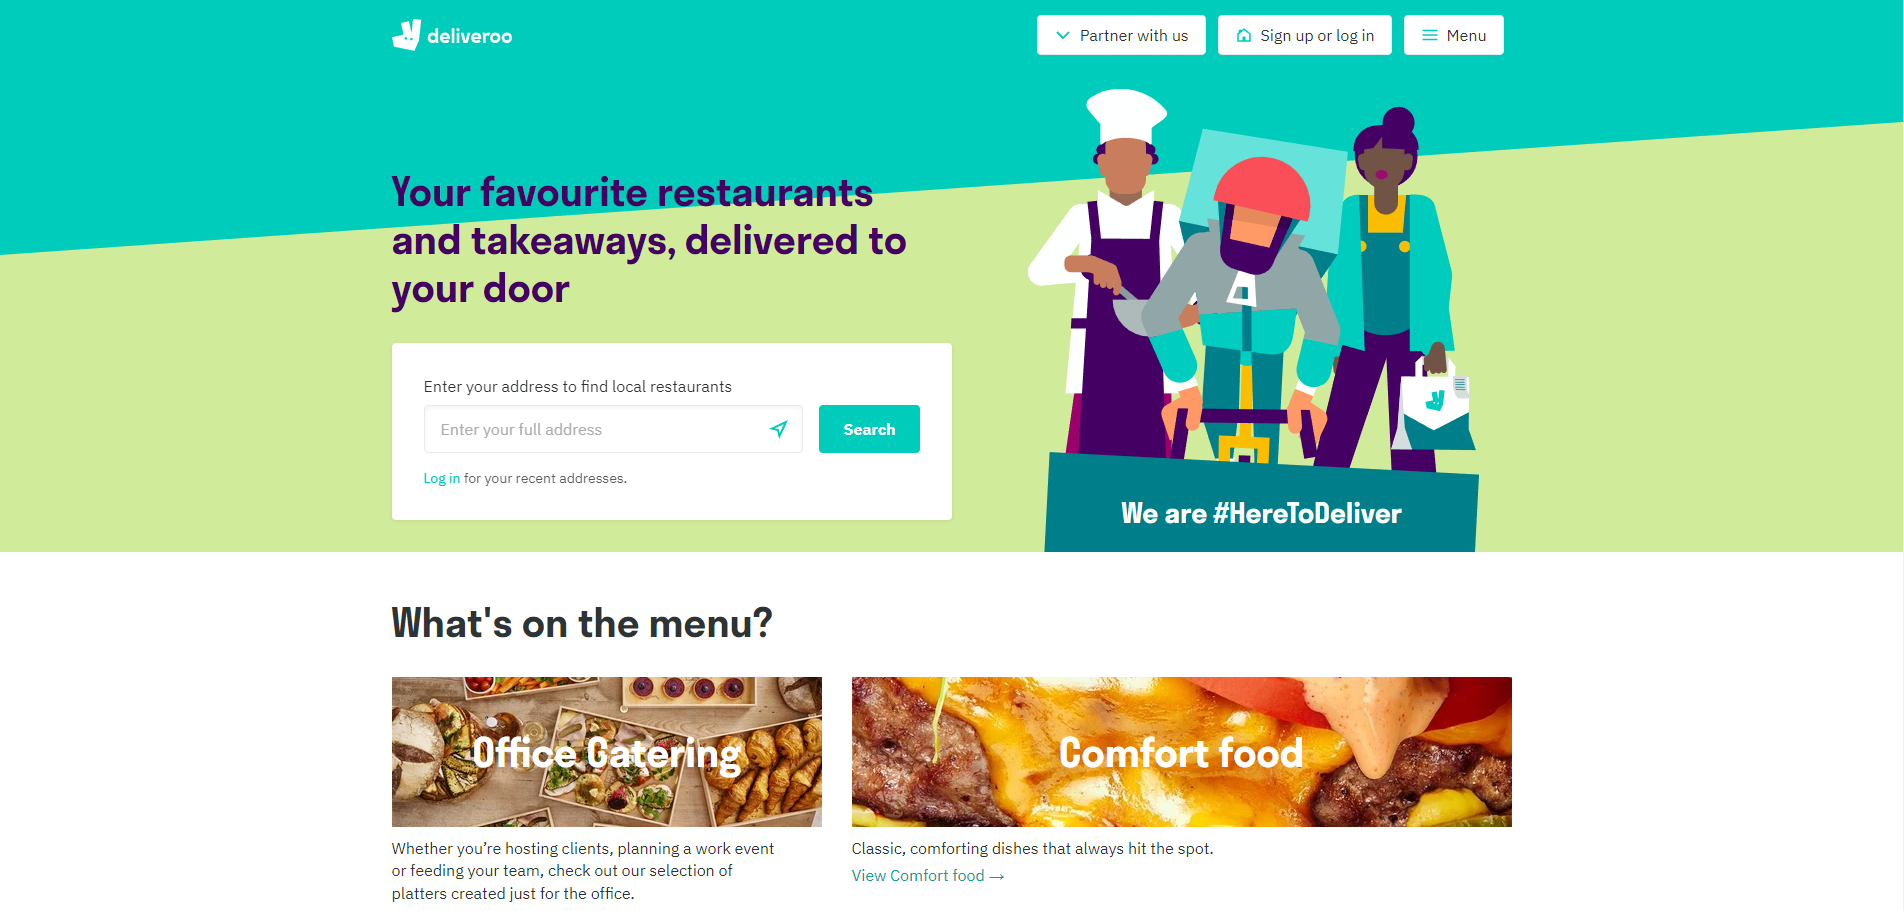 deliveroo
Partner with us
Sign up or log in
Menu
Your favourite restaurants
and takeaways, delivered to
your door
Enter your address to find local restaurants
Enter your full address
Search
Log in for your recent addresses.
We are #HereToDeliver
What's on the menu?
Office Catering
Comfort food
Whether you’re hosting clients, planning a work event
or feeding your team, check out our selection of
platters created just for the office.
Classic, comforting dishes that always hit the spot.
View Comfort food →